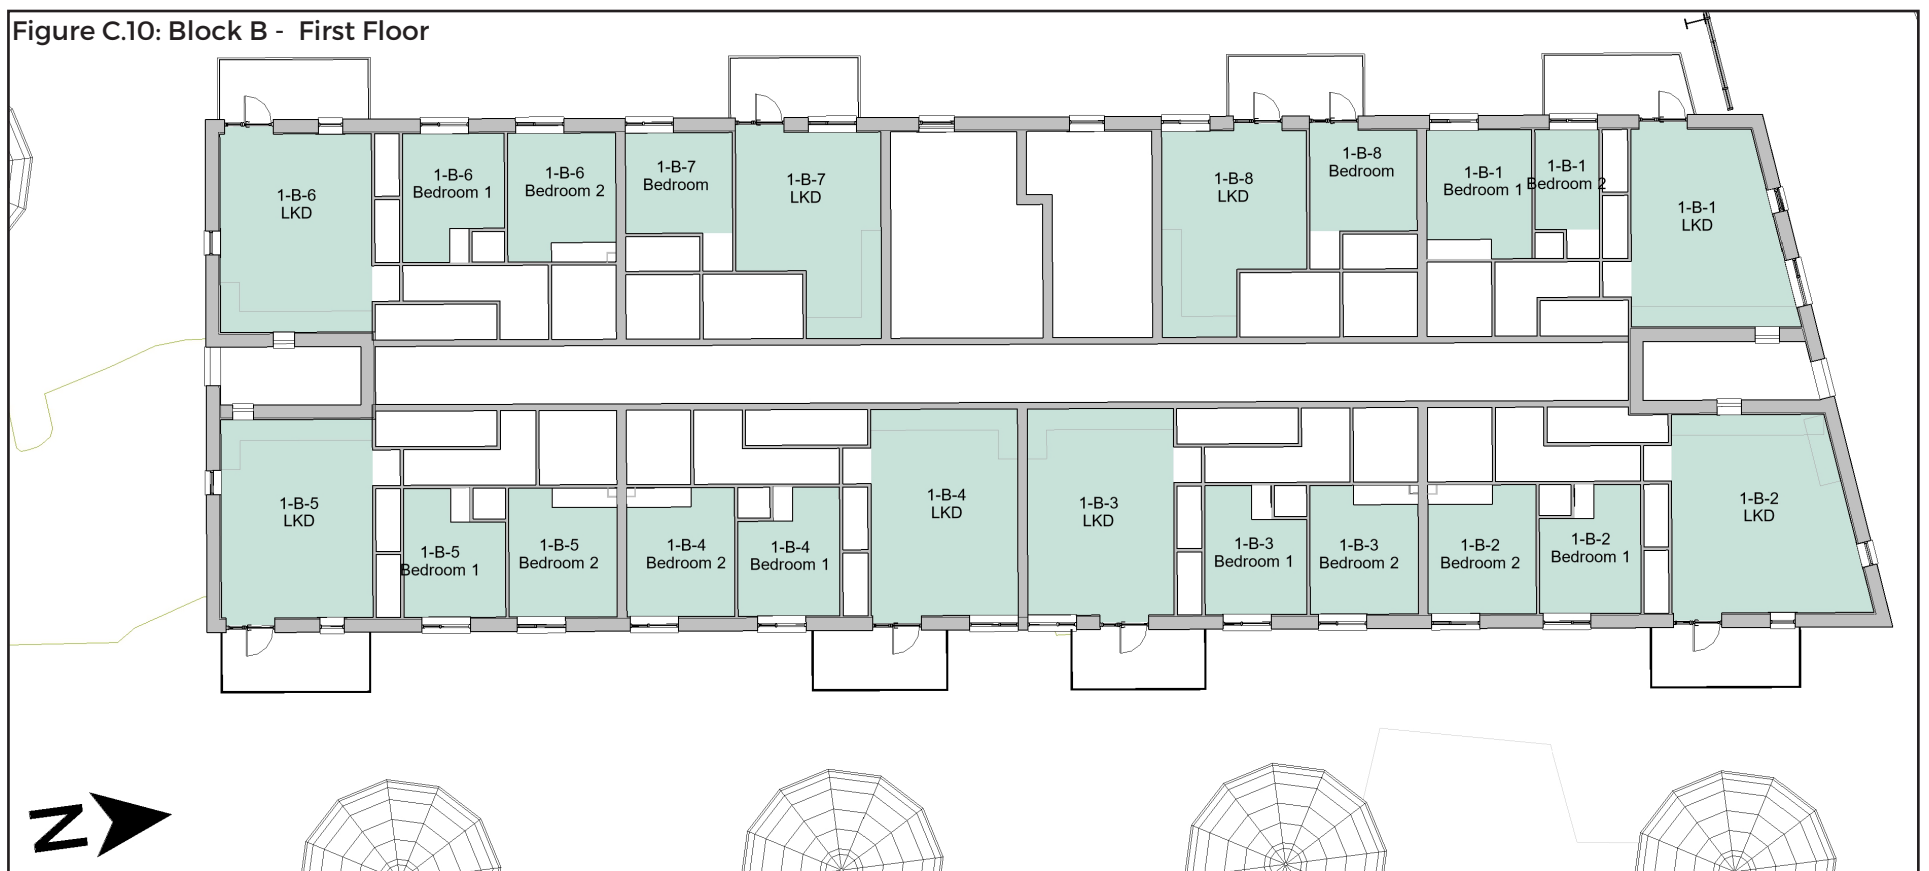 Figure C.10: Block B - First Floor
1-B-6
LKD
1-B-6
Bedroom 1
1-B-6
Bedroom 2
1-B-7
Bedroom
1-B-7
LKD
1-B-8
LKD
1-B-8
Bedroom
1-B-1
Bedroom 1
1-B-1
Bedroom 2
1-B-1
LKD
1-B-5
LKD
1-B-5
Bedroom 1
1-B-5
Bedroom 2
1-B-4
Bedroom 2
1-B-4
Bedroom 1
1-B-4
LKD
1-B-3
LKD
1-B-3
Bedroom 1
1-B-3
Bedroom 2
1-B-2
Bedroom 2
1-B-2
Bedroom 1
1-B-2
LKD
N